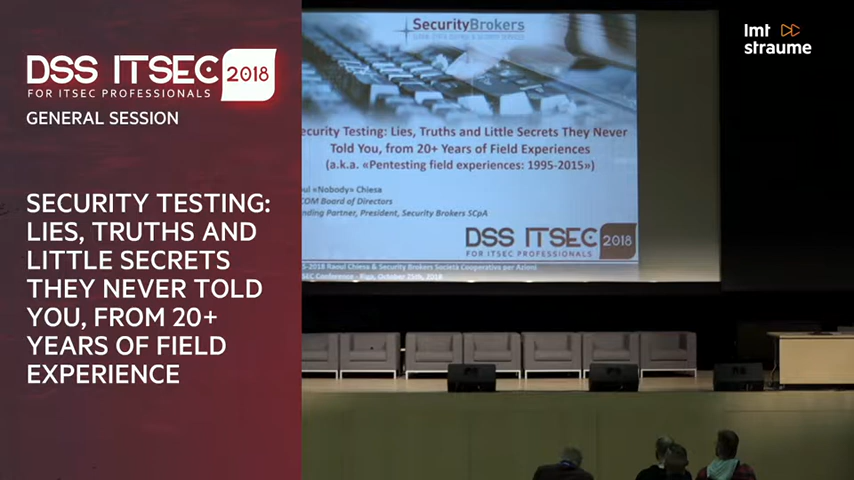 DSS ITSEC 2018
FOR ITSEC PROFESSIONALS
GENERAL SESSION
SECURITY TESTING:
LIES, TRUTHS AND
LITTLE SECRETS
THEY NEVER TOLD
YOU, FROM 20+
YEARS OF FIELD
EXPERIENCE
SecurityBrokers
ecurity Testing: Lies, Truths and Little Secrets They Never
Told You, from 20+ Years of Field Experiences
(a.k.a. «Pentesting field experiences: 1995-2015»)
ul «Nobody» Chiesa
COM Board of Directors
nding Partner, President, Security Brokers SCpA
DSS ITSEC 2018
FOR ITSEC PROFESSIONALS
5-2018 Raoul Chiesa & Security Brokers Società Cooperativa per Azioni
SEC Conference - Riga, October 25th, 2018
lmt
straume